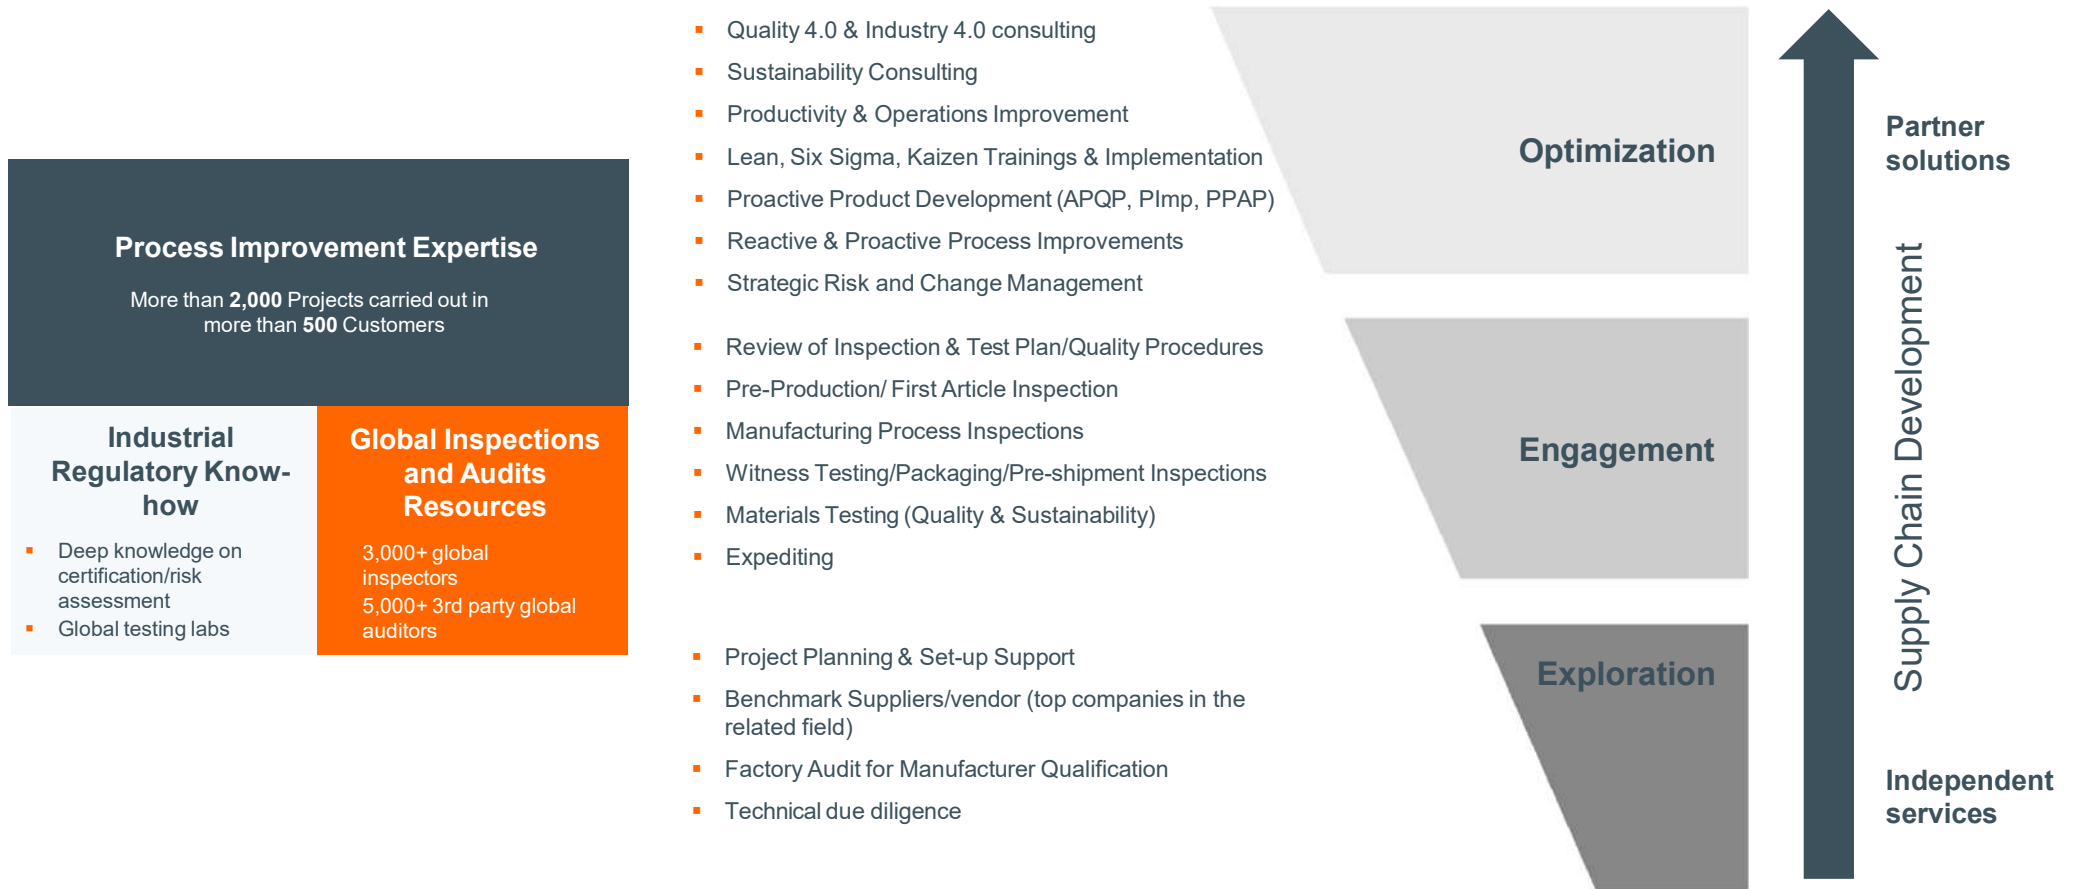 Process Improvement Expertise
More than 2,000 Projects carried out in
more than 500 Customers
Industrial
Regulatory Know-
how
Deep knowledge on
certification/risk
assessment
Global testing labs
Global Inspections
and Audits
Resources
3,000+ global
inspectors
5,000+ 3rd party global
auditors
Quality 4.0 & Industry 4.0 consulting
Sustainability Consulting
Productivity & Operations Improvement
Lean, Six Sigma, Kaizen Trainings & Implementation
Proactive Product Development (APQP, PImp, PPAP)
Reactive & Proactive Process Improvements
Strategic Risk and Change Management
Optimization
Review of Inspection & Test Plan/Quality Procedures
Pre-Production/ First Article Inspection
Manufacturing Process Inspections
Witness Testing/Packaging/Pre-shipment Inspections
Materials Testing (Quality & Sustainability)
Expediting
Engagement
Project Planning & Set-up Support
Benchmark Suppliers/vendor (top companies in the
related field)
Factory Audit for Manufacturer Qualification
Technical due diligence
Exploration
Partner
solutions
Supply Chain Development
Independent
services